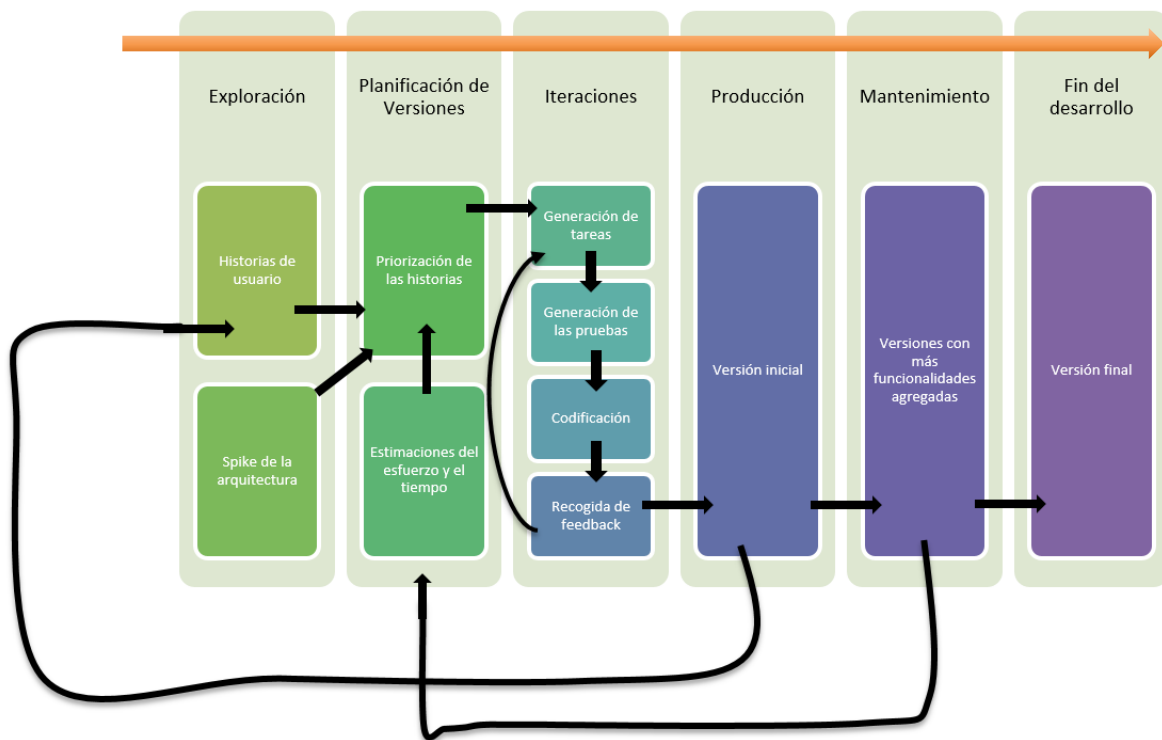 Exploración
Planificación de
Versiones
Iteraciones
Producción
Mantenimiento
Fin del
desarrollo
Historias de
usuario
Spike de la
arquitectura
Priorización de
las historias
Estimaciones del
esfuerzo y el
tiempo
Generación de
tareas
Generación de
las pruebas
Codificación
Recogida de
feedback
Versión inicial
Versiones con
más
funcionalidades
agregadas
Versión final